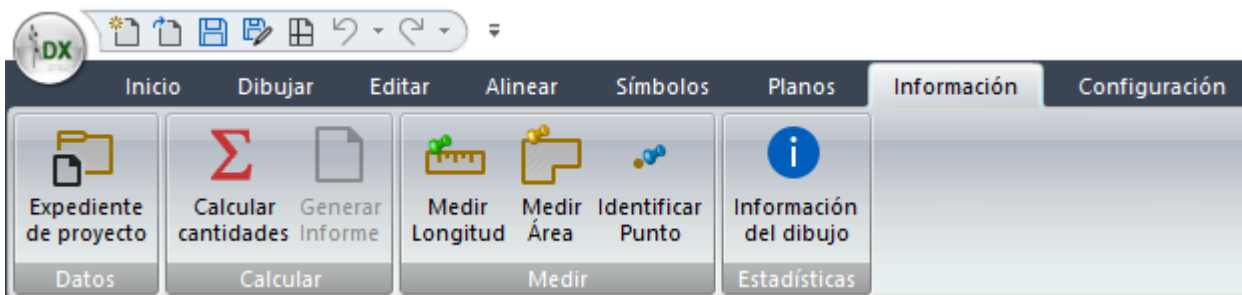 DX
Inicio Dibujar Editar Alinear Símbolos Planos Información Configuración
Expediente de proyecto
Calcular cantidades
Generar Informe
Medir Longitud
Medir Área
Identificar Punto
Información del dibujo
Datos Calcular Medir Estadísticas